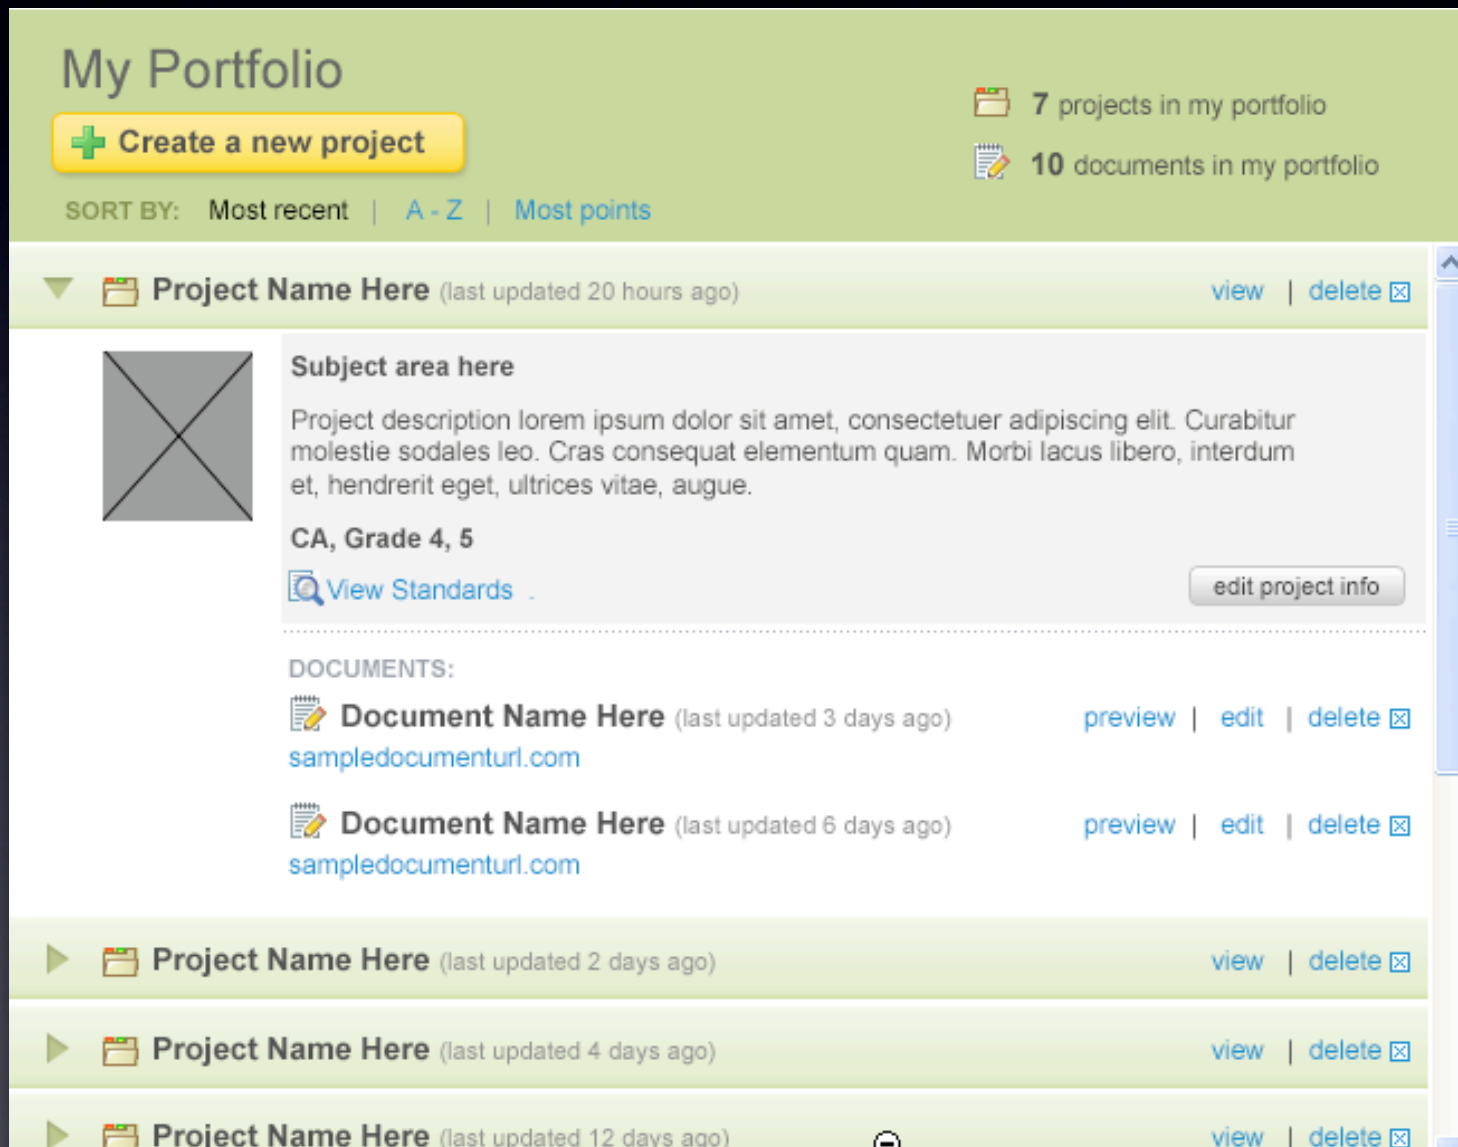 My Portfolio
Create a new project
7 projects in my portfolio
10 documents in my portfolio
SORT BY: Most recent | A - Z | Most points
Project Name Here (last updated 20 hours ago) view | delete
Subject area here
Project description lorem ipsum dolor sit amet, consectetuer adipiscing elit. Curabitur
molestie sodales leo. Cras consequat elementum quam. Morbi lacus libero, interdum
et, hendrerit eget, ultrices vitae, augue.
CA, Grade 4, 5
View Standards .
edit project info
DOCUMENTS:
Document Name Here (last updated 3 days ago) preview | edit | delete
sampledocumenturl.com
Document Name Here (last updated 6 days ago) preview | edit | delete
sampledocumenturl.com
Project Name Here (last updated 2 days ago) view | delete
Project Name Here (last updated 4 days ago) view | delete
Project Name Here (last updated 12 days ago) view | delete